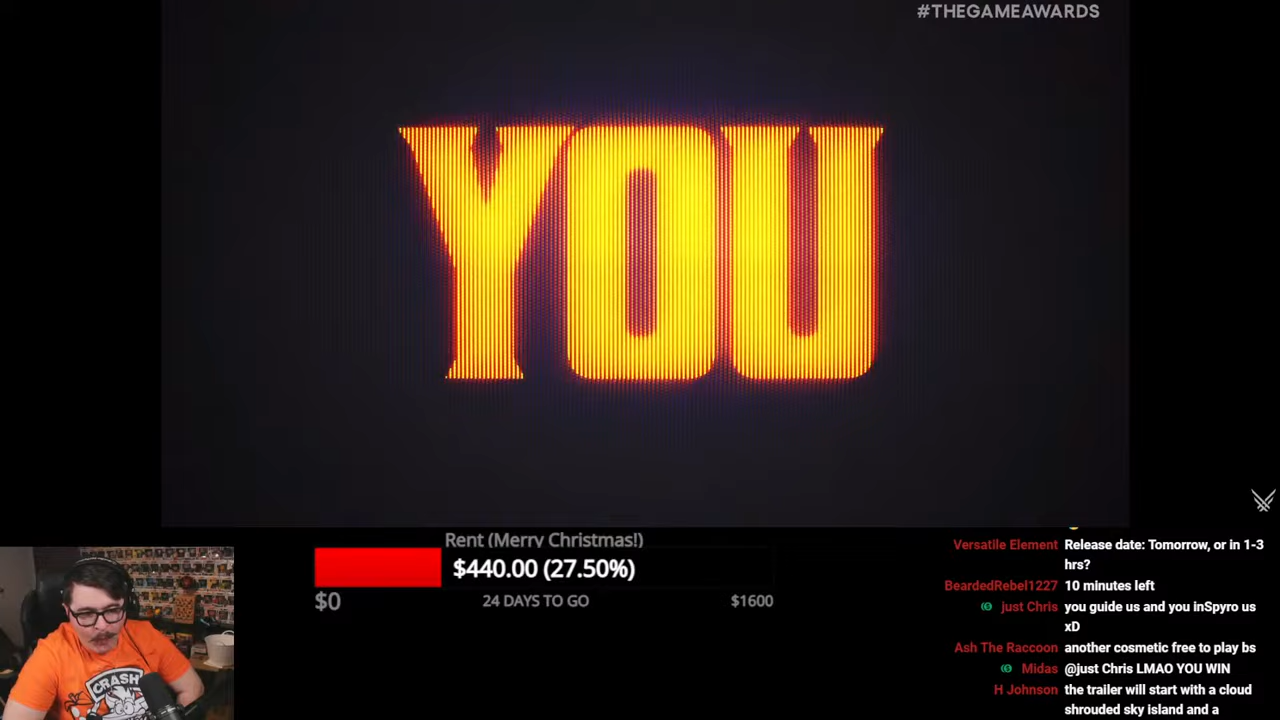 #THEGAMEAWARDS
YOU
Rent (Merry Christmas!)
$440.00 (27.50%)
$0
24 DAYS TO GO
$1600
Versatile Element Release date: Tomorrow, or in 1-3
hrs?
BeardedRebel1227 10 minutes left
just Chris you guide us and you inSpyro us
xD
Ash The Raccoon another cosmetic free to play bs
Midas @just Chris LMAO YOU WIN
H Johnson the trailer will start with a cloud
shrouded sky island and a
CRASH